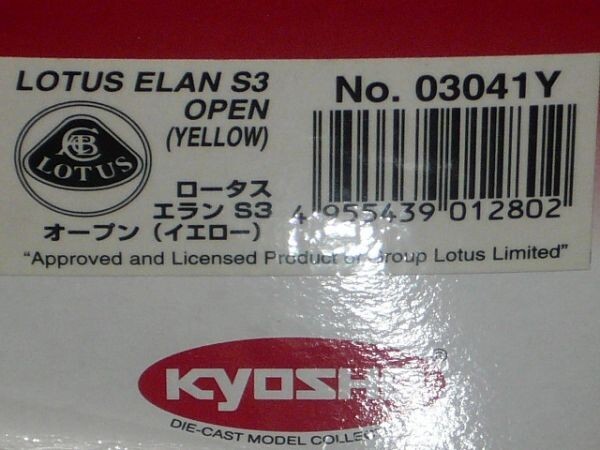 LOTUS ELAN S3
OPEN
(YELLOW)
No. 03041Y
LOTUS
ロータス
エラン S3
オープン（イエロー）
4 955439 012802
"Approved and Licensed Product of Group Lotus Limited"
KYOSHO
DIE-CAST MODEL